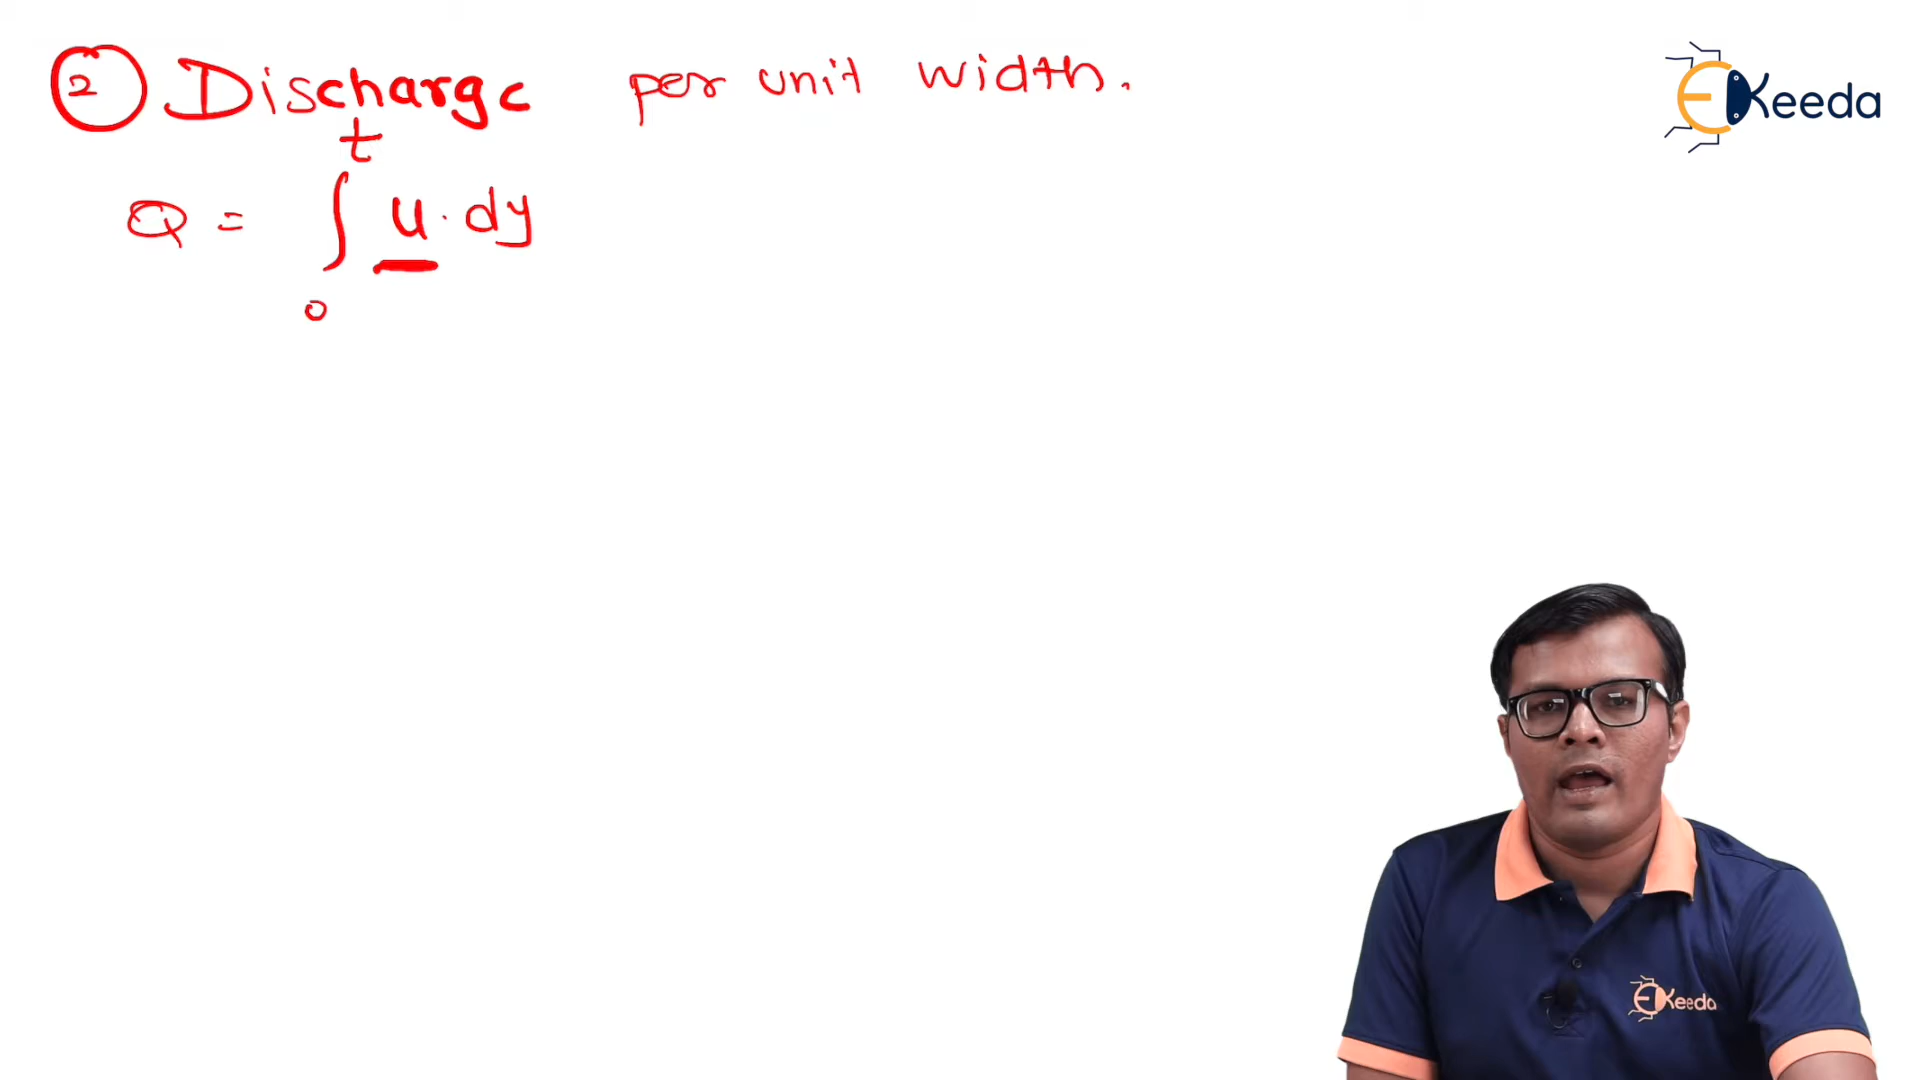 ② Discharge per unit width.
EKeeda
t
Q = ∫ u. dy
0
EKeeda